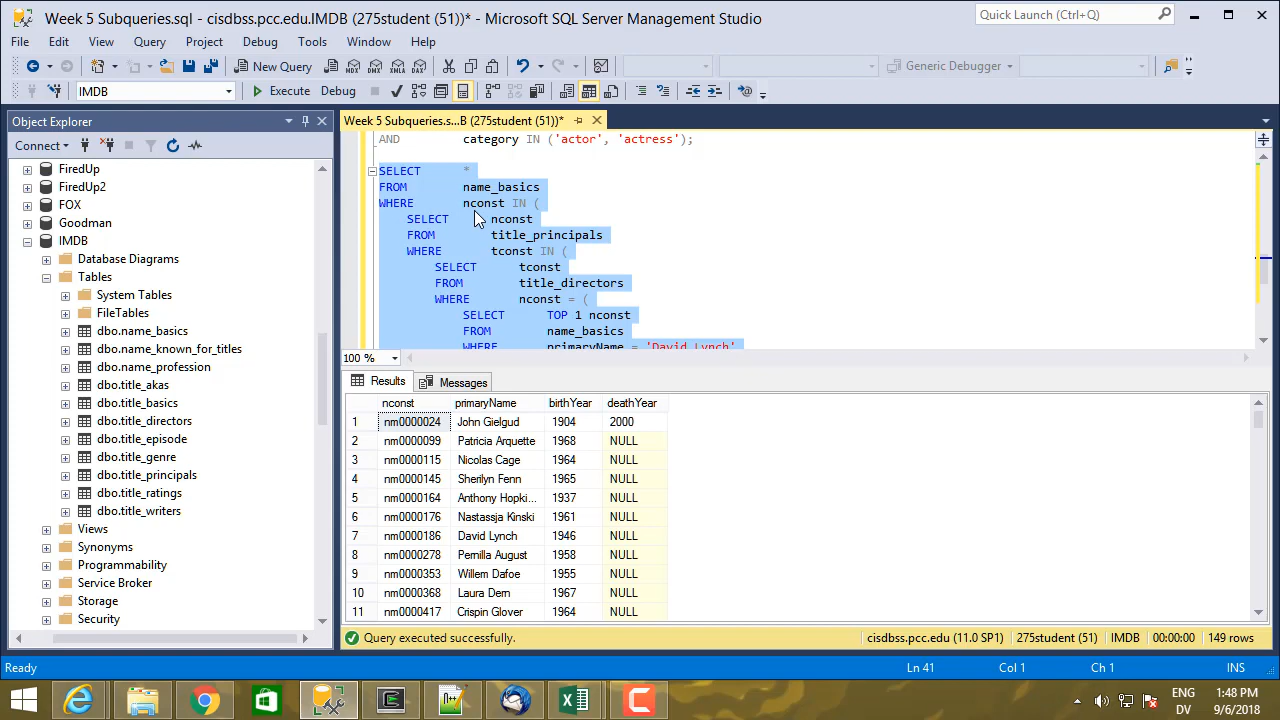 Week 5 Subqueries.sql - cisdbss.pcc.edu.IMDB (275student (51))* - Microsoft SQL Server Management Studio
Quick Launch (Ctrl+Q)
File Edit View Query Project Debug Tools Window Help
New Query
Generic Debugger
IMDB
Execute Debug
Object Explorer
Connect
FiredUp
FiredUp2
FOX
Goodman
IMDB
Database Diagrams
Tables
System Tables
FileTables
dbo.name_basics
dbo.name_known_for_titles
dbo.name_profession
dbo.title_akas
dbo.title_basics
dbo.title_directors
dbo.title_episode
dbo.title_genre
dbo.title_principals
dbo.title_ratings
dbo.title_writers
Views
Synonyms
Programmability
Service Broker
Storage
Security
Week 5 Subqueries.s...B (275student (51))*
AND category IN ('actor', 'actress');
SELECT *
FROM name_basics
WHERE nconst IN (
SELECT nconst
FROM title_principals
WHERE tconst IN (
SELECT tconst
FROM title_directors
WHERE nconst = (
SELECT TOP 1 nconst
FROM name_basics
WHERE primaryName = 'David Lynch'
100 %
Results Messages
nconst primaryName birthYear deathYear
1 nm0000024 John Gielgud 1904 2000
2 nm0000099 Patricia Arquette 1968 NULL
3 nm0000115 Nicolas Cage 1964 NULL
4 nm0000145 Sherilyn Fenn 1965 NULL
5 nm0000164 Anthony Hopki... 1937 NULL
6 nm0000176 Nastassja Kinski 1961 NULL
7 nm0000186 David Lynch 1946 NULL
8 nm0000278 Pernilla August 1958 NULL
9 nm0000353 Willem Dafoe 1955 NULL
10 nm0000368 Laura Dern 1967 NULL
11 nm0000417 Crispin Glover 1964 NULL
Query executed successfully. cisdbss.pcc.edu (11.0 SP1) 275student (51) IMDB 00:00:00 149 rows
Ready Ln 41 Col 1 Ch 1 INS
ENG
DV
1:48 PM
9/6/2018